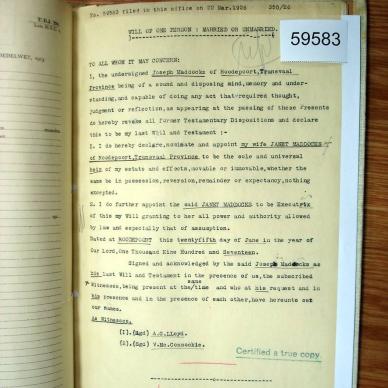 No. 59583 filed in this office on 22 Mar.1926 350/26
59583
WILL OF ONE PERSON : MARRIED OR UNMARRIED.
TO ALL WHOM IT MAY CONCERN:
I, the undersigned Joseph Maddocks of Roodepoort, Transvaal
Province being of a sound and disposing mind, memory and under-
standing, and capable of doing any act that required thought,
judgment or reflection, as appearing at the passing of these Presents
do hereby revoke all former Testamentary Dispositions and declare
this to my last Will and Testament :-
I. I do hereby declare, nominate and appoint my wife JANET MADDOCKS
of Roodepoort, Transvaal Province to be the sole and universal
heir of my estate and effects, movable or immovable, whether the
same be in possession, reversion, remainder or expectancy, nothing
excepted.
2. I do further appoint the said JANET MADDOCKS to be Executrix
of this my Will granting to her all power and authority allowed
by law and especially that of assumption.
Dated at ROODEPOORT this twentyfifth day of June in the year of
Our Lord, One Thousand Nine Hundred and Seventeen.
Signed and acknowledged by the said Joseph Maddocks as
his last Will and Testament in the presence of us, the subscribed
same
Witnesses, being present at the/time and who at his request and in
his presence and in the presence of each other, have hereunto set
our Names.
As Witnesses.
(I). (Sgd) A.C. Lloyd.
(2). (Sgd) V. Mc.Connochie.
Certified a true copy.